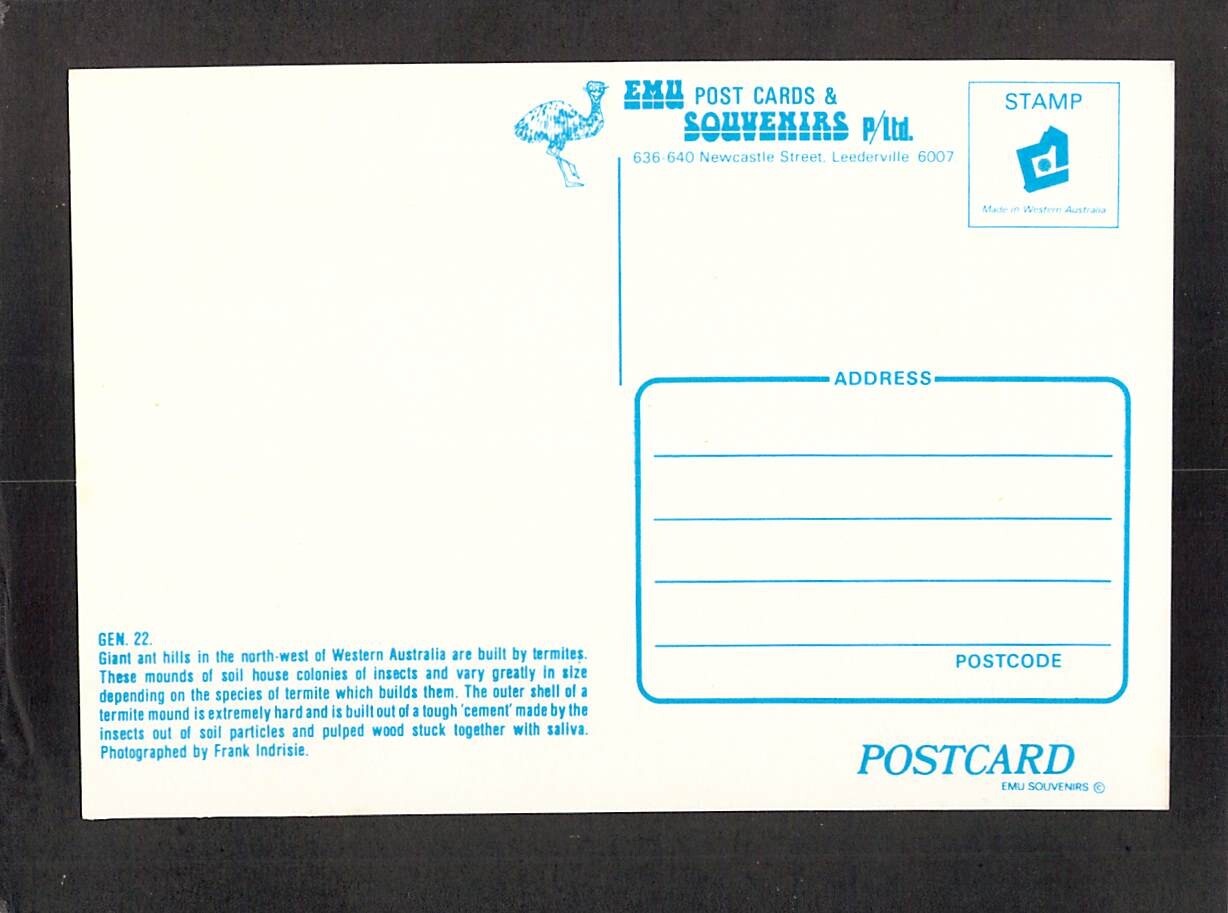 EMU POST CARDS &
SOUVENIRS P/Ltd.
636-640 Newcastle Street, Leederville 6007
STAMP
Made in Western Australia
ADDRESS
POSTCODE
GEN. 22.
Giant ant hills in the north-west of Western Australia are built by termites.
These mounds of soil house colonies of insects and vary greatly in size
depending on the species of termite which builds them. The outer shell of a
termite mound is extremely hard and is built out of a tough 'cement' made by the
insects out of soil particles and pulped wood stuck together with saliva.
Photographed by Frank Indrisie.
POSTCARD
EMU SOUVENIRS ©